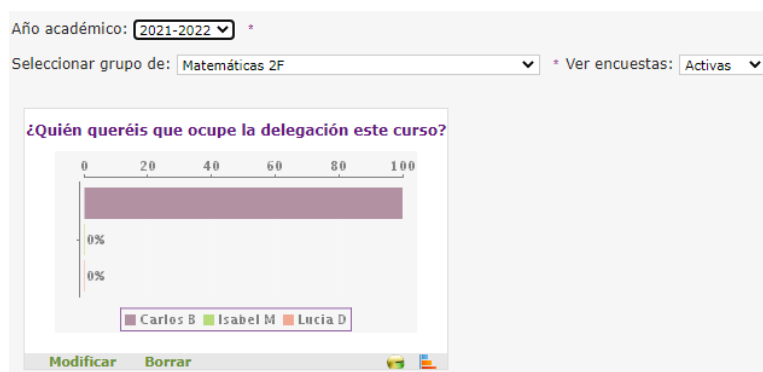 Año académico: 2021-2022 *
Seleccionar grupo de: Matemáticas 2F * Ver encuestas: Activas
¿Quién queréis que ocupe la delegación este curso?
0 20 40 60 80 100
0%
0%
Carlos B Isabel M Lucia D
Modificar Borrar